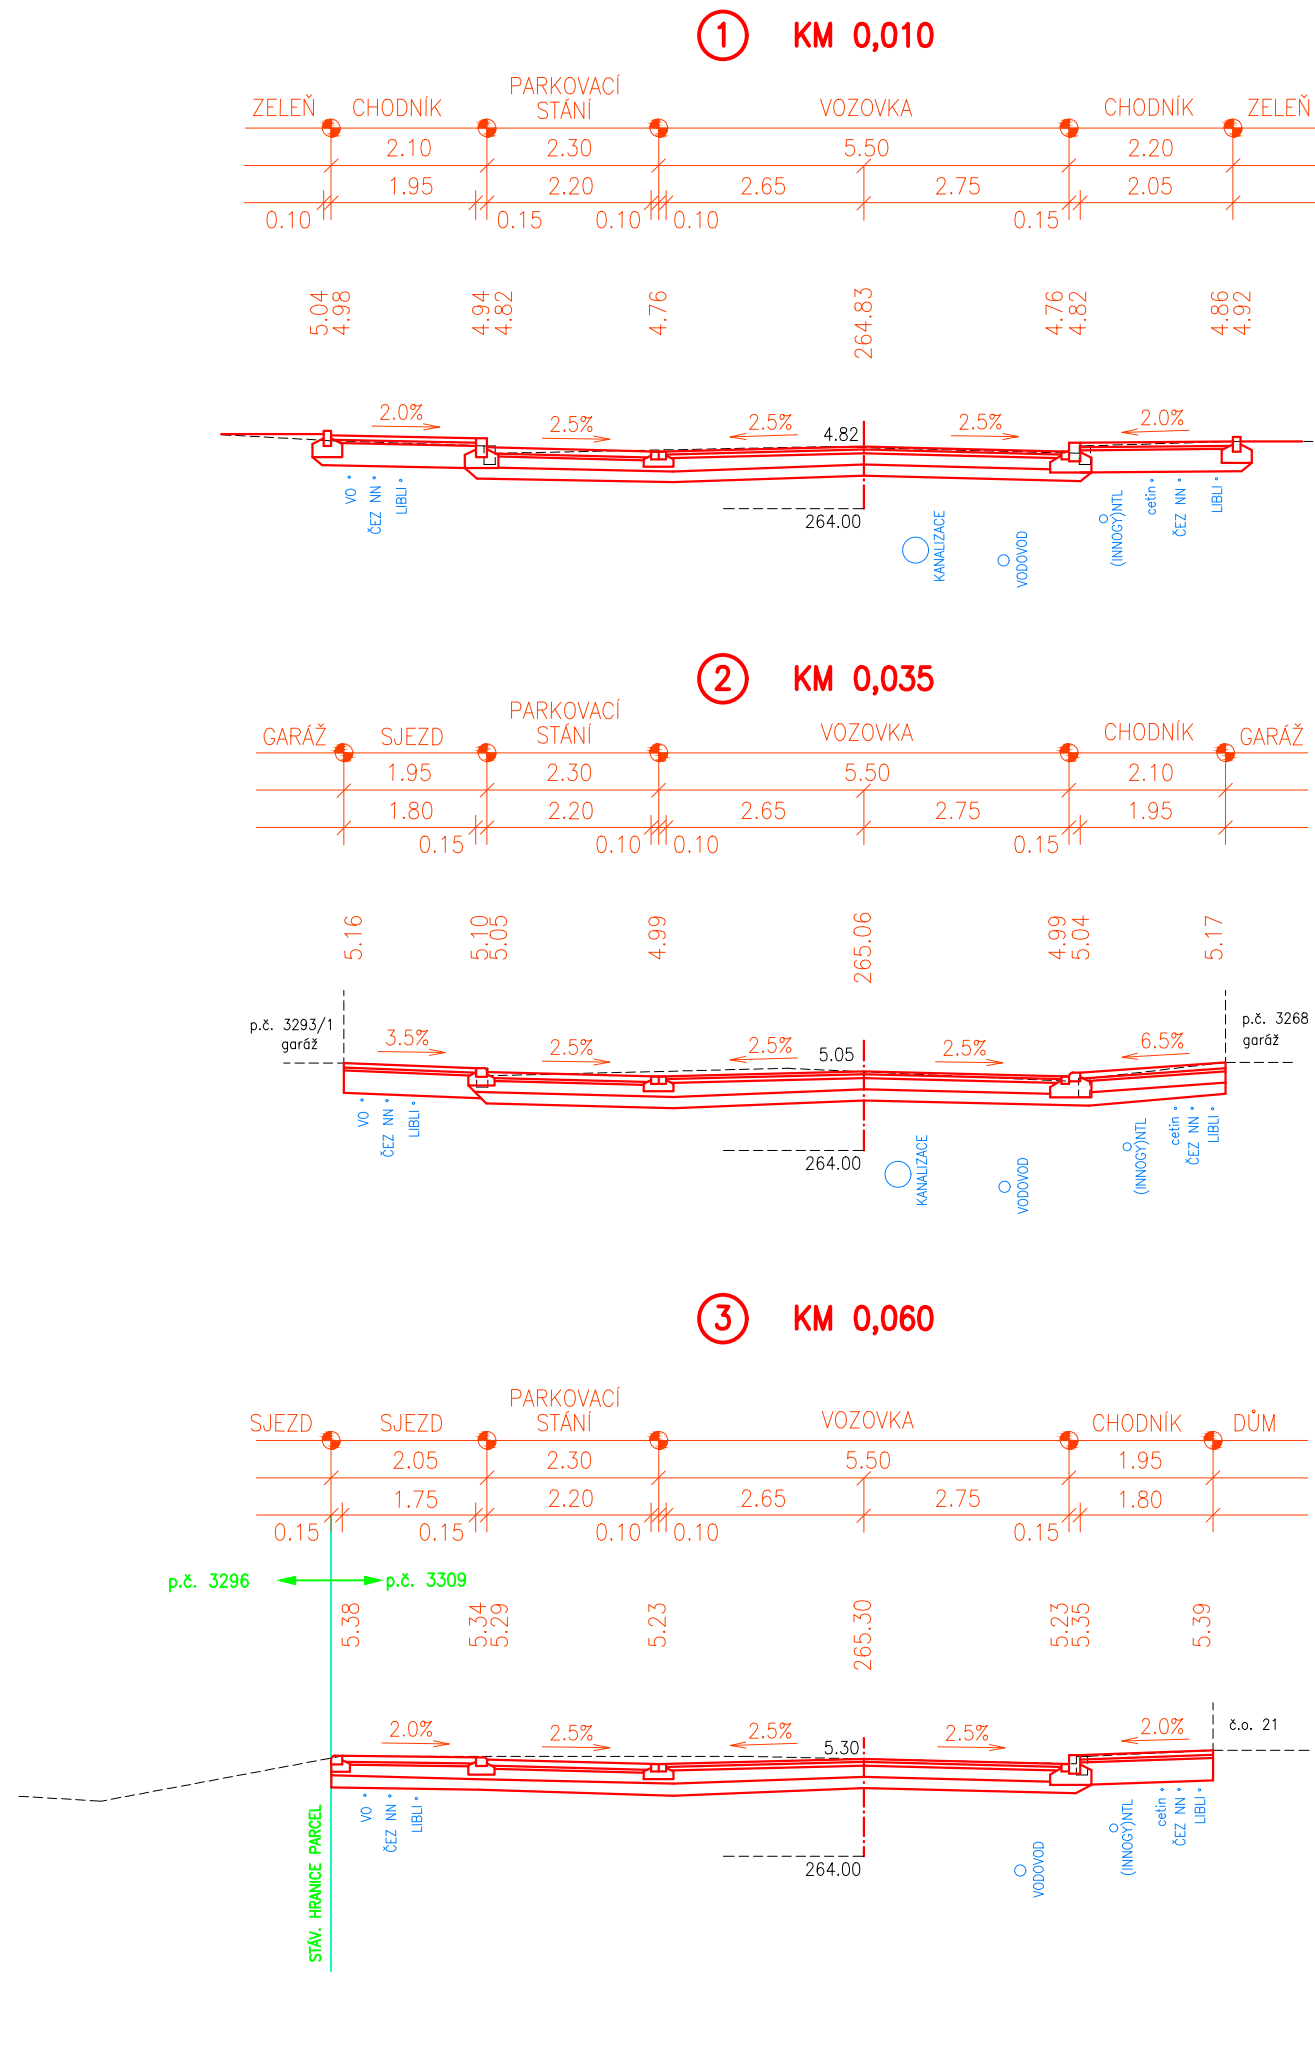 1 KM 0,010
PARKOVACÍ
ZELEŇ CHODNÍK STÁNÍ VOZOVKA CHODNÍK ZELEŇ
2.10 2.30 5.50 2.20
1.95 2.20 2.65 2.75 2.05
0.10 0.15 0.10 0.10 0.15
5.04 4.98 4.94 4.82 4.76 264.83 4.76 4.82 4.86 4.92
2.0% 2.5% 2.5% 4.82 2.5% 2.0%
VO ČEZ NN LIBLI
264.00
KANALIZACE VODOVOD (INNOGY)NTL cetin ČEZ NN LIBLI
2 KM 0,035
PARKOVACÍ
GARÁŽ SJEZD STÁNÍ VOZOVKA CHODNÍK GARÁŽ
1.95 2.30 5.50 2.10
1.80 2.20 2.65 2.75 1.95
0.15 0.10 0.10 0.15
5.16 5.10 5.05 4.99 265.06 4.99 5.04 5.17
p.č. 3293/1
garáž
3.5% 2.5% 2.5% 5.05 2.5% 6.5%
p.č. 3268
garáž
VO ČEZ NN LIBLI
264.00
KANALIZACE VODOVOD (INNOGY)NTL cetin ČEZ NN LIBLI
3 KM 0,060
PARKOVACÍ
SJEZD SJEZD STÁNÍ VOZOVKA CHODNÍK DŮM
2.05 2.30 5.50 1.95
1.75 2.20 2.65 2.75 1.80
0.15 0.15 0.10 0.10 0.15
p.č. 3296 p.č. 3309
5.38 5.34 5.29 5.23 265.30 5.23 5.35 5.39
2.0% 2.5% 2.5% 5.30 2.5% 2.0% č.o. 21
VO ČEZ NN LIBLI
264.00
VODOVOD (INNOGY)NTL cetin ČEZ NN LIBLI
STÁV. HRANICE PARCEL